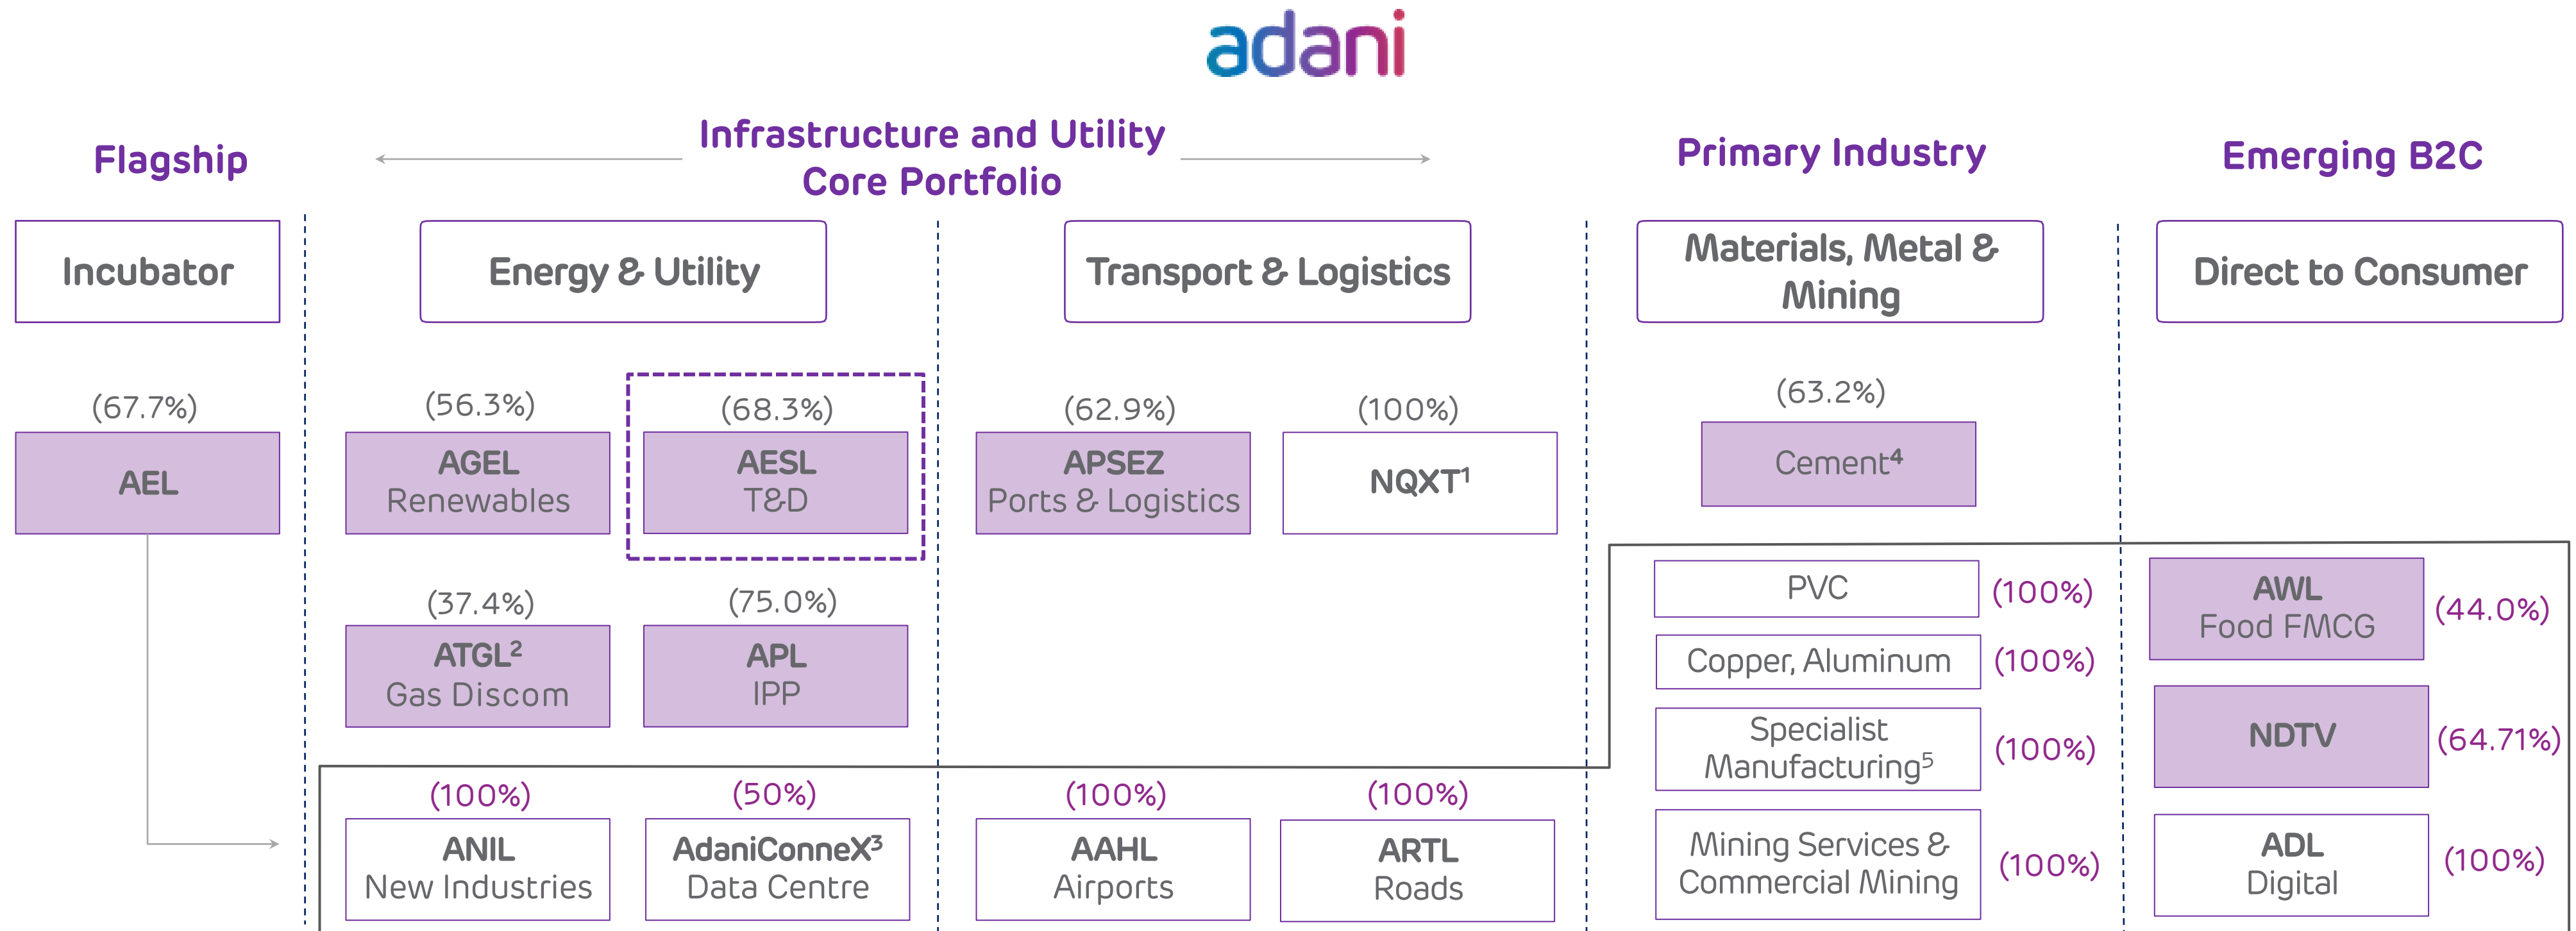 adani
Flagship
Infrastructure and Utility
Core Portfolio
Primary Industry
Emerging B2C
Incubator
Energy & Utility
Transport & Logistics
Materials, Metal &
Mining
Direct to Consumer
(67.7%)
AEL
(56.3%)
AGEL
Renewables
(68.3%)
AESL
T&D
(62.9%)
APSEZ
Ports & Logistics
(100%)
NQXT¹
(63.2%)
Cement⁴
(37.4%)
ATGL²
Gas Discom
(75.0%)
APL
IPP
PVC
(100%)
Copper, Aluminum
(100%)
Specialist
Manufacturing⁵
(100%)
Mining Services &
Commercial Mining
(100%)
AWL
Food FMCG
(44.0%)
NDTV
(64.71%)
ADL
Digital
(100%)
(100%)
ANIL
New Industries
(50%)
AdaniConneX³
Data Centre
(100%)
AAHL
Airports
(100%)
ARTL
Roads